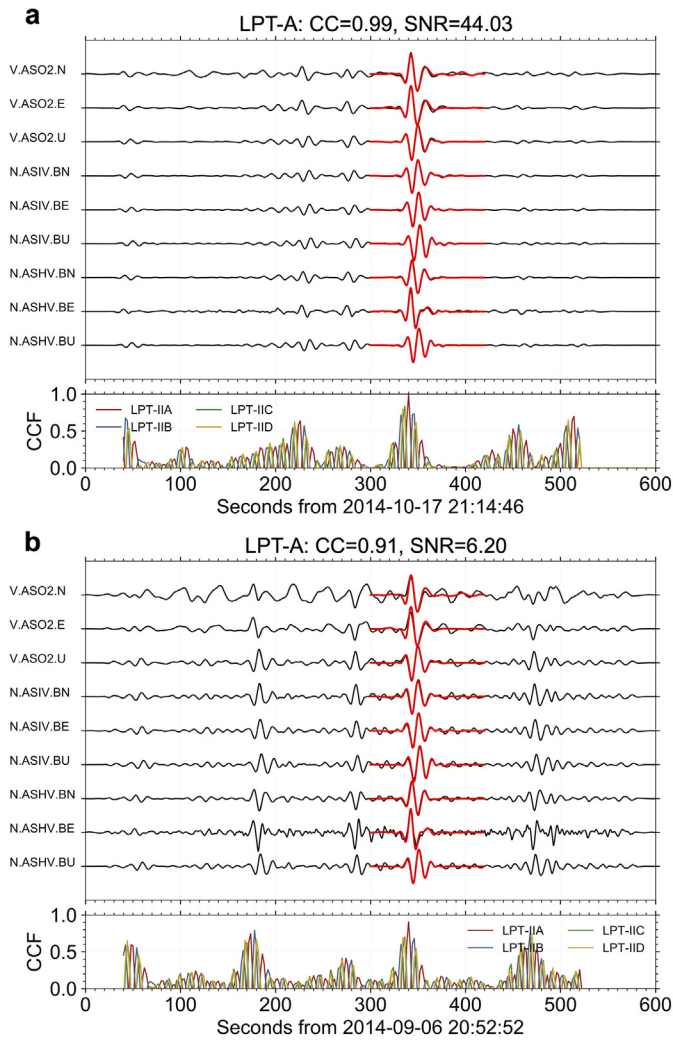 a
LPT-A: CC=0.99, SNR=44.03
V.ASO2.N
V.ASO2.E
V.ASO2.U
N.ASIV.BN
N.ASIV.BE
N.ASIV.BU
N.ASHV.BN
N.ASHV.BE
N.ASHV.BU
CCF
1.0
0.5
0.0
LPT-IIA LPT-IIC
LPT-IIB LPT-IID
0 100 200 300 400 500 600
Seconds from 2014-10-17 21:14:46
b
LPT-A: CC=0.91, SNR=6.20
V.ASO2.N
V.ASO2.E
V.ASO2.U
N.ASIV.BN
N.ASIV.BE
N.ASIV.BU
N.ASHV.BN
N.ASHV.BE
N.ASHV.BU
CCF
1.0
0.5
0.0
LPT-IIA LPT-IIC
LPT-IIB LPT-IID
0 100 200 300 400 500 600
Seconds from 2014-09-06 20:52:52